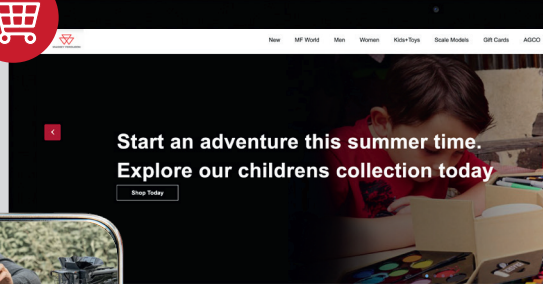 New MF World Men Women Kids+Toys Scale Models Gift Cards AGCO
Start an adventure this summer time.
Explore our childrens collection today
Shop Today